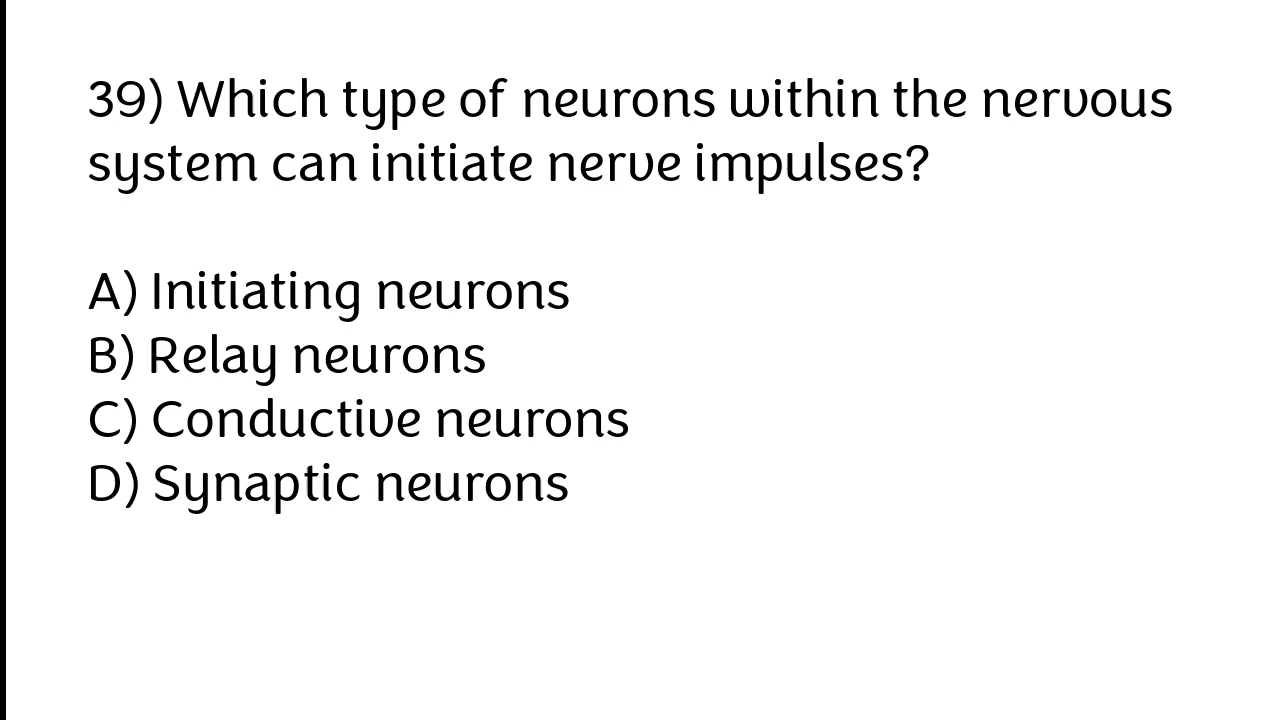 39) Which type of neurons within the nervous
system can initiate nerve impulses?
A) Initiating neurons
B) Relay neurons
C) Conductive neurons
D) Synaptic neurons